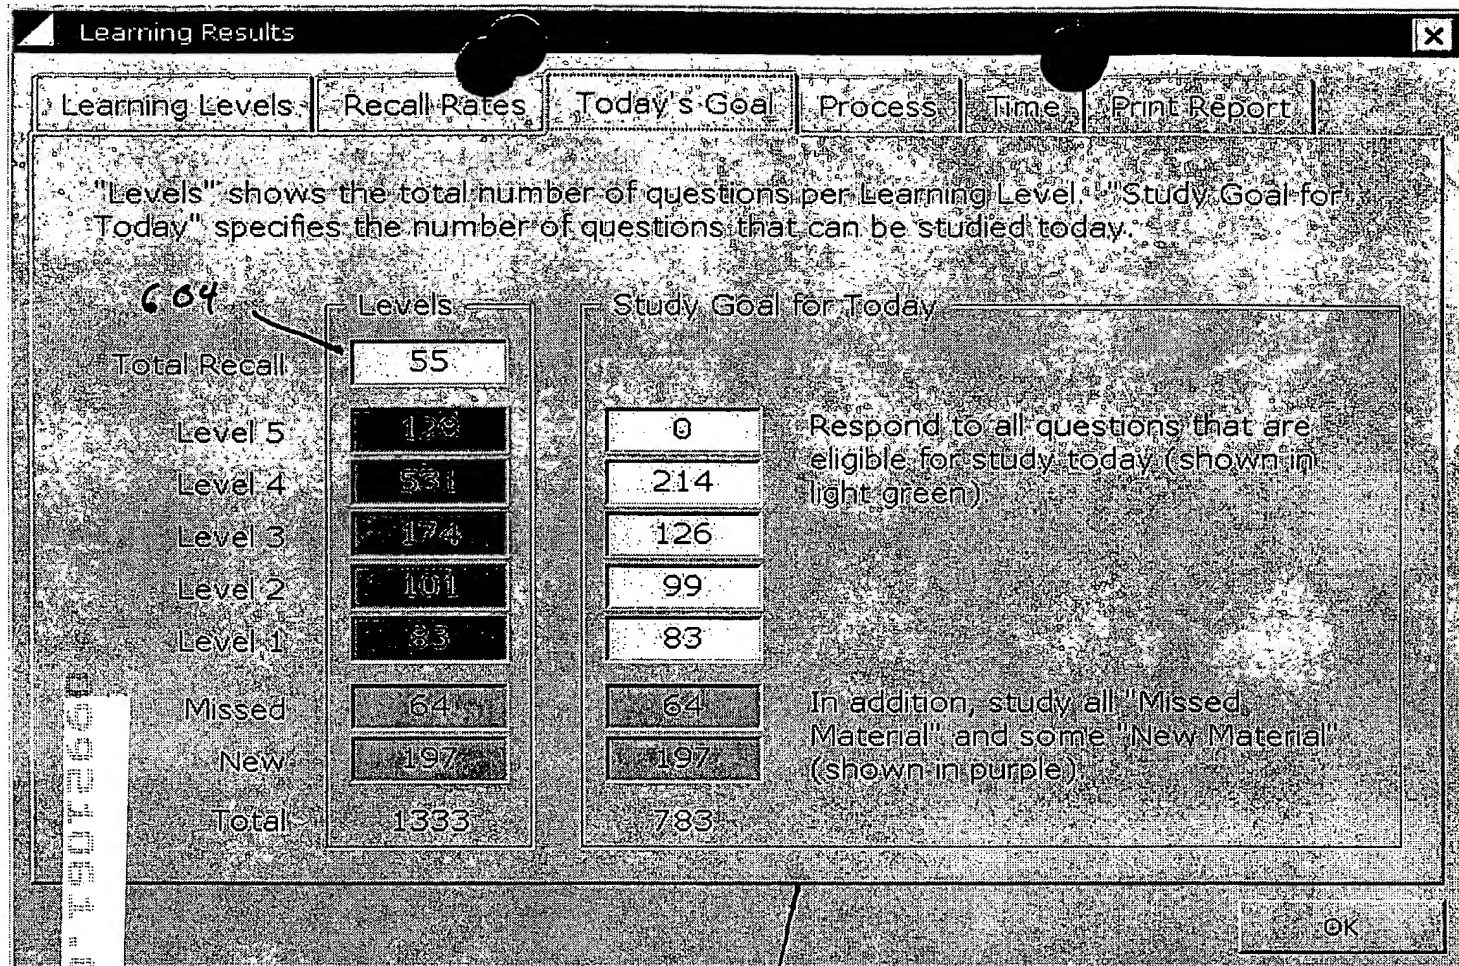 Learning Results
Learning Levels Recall Rates Today's Goal Process Time Print Report
"Levels" shows the total number of questions per Learning Level. "Study Goal for
Today" specifies the number of questions that can be studied today.
604
Levels Study Goal for Today
Total Recall 55
Level 5 128 0 Respond to all questions that are
Level 4 531 214 eligible for study today (shown in
light green)
Level 3 174 126
Level 2 101 99
Level 1 83 83
Missed 64 64 In addition, study all "Missed
Material" and some "New Material"
New 197 197 (shown in purple)
Total 1333 783
OK
09921051.